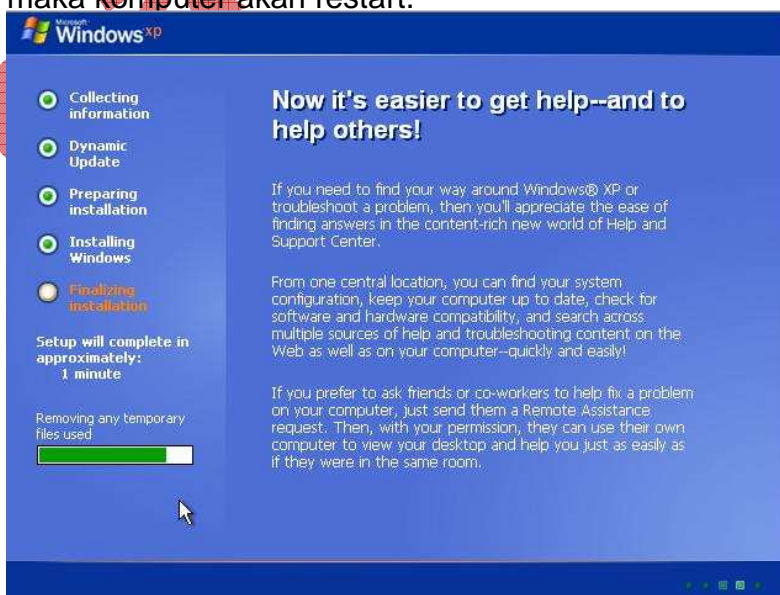 maka komputer akan restart.
Microsoft
Windows xp
Collecting
information
Dynamic
Update
Preparing
installation
Installing
Windows
Finalizing
installation
Setup will complete in
approximately:
1 minute
Removing any temporary
files used
Now it's easier to get help--and to
help others!
If you need to find your way around Windows® XP or
troubleshoot a problem, then you'll appreciate the ease of
finding answers in the content-rich new world of Help and
Support Center.
From one central location, you can find your system
configuration, keep your computer up to date, check for
software and hardware compatibility, and search across
multiple sources of help and troubleshooting content on the
Web as well as on your computer--quickly and easily!
If you prefer to ask friends or co-workers to help fix a problem
on your computer, just send them a Remote Assistance
request. Then, with your permission, they can use their own
computer to view your desktop and help you just as easily as
if they were in the same room.